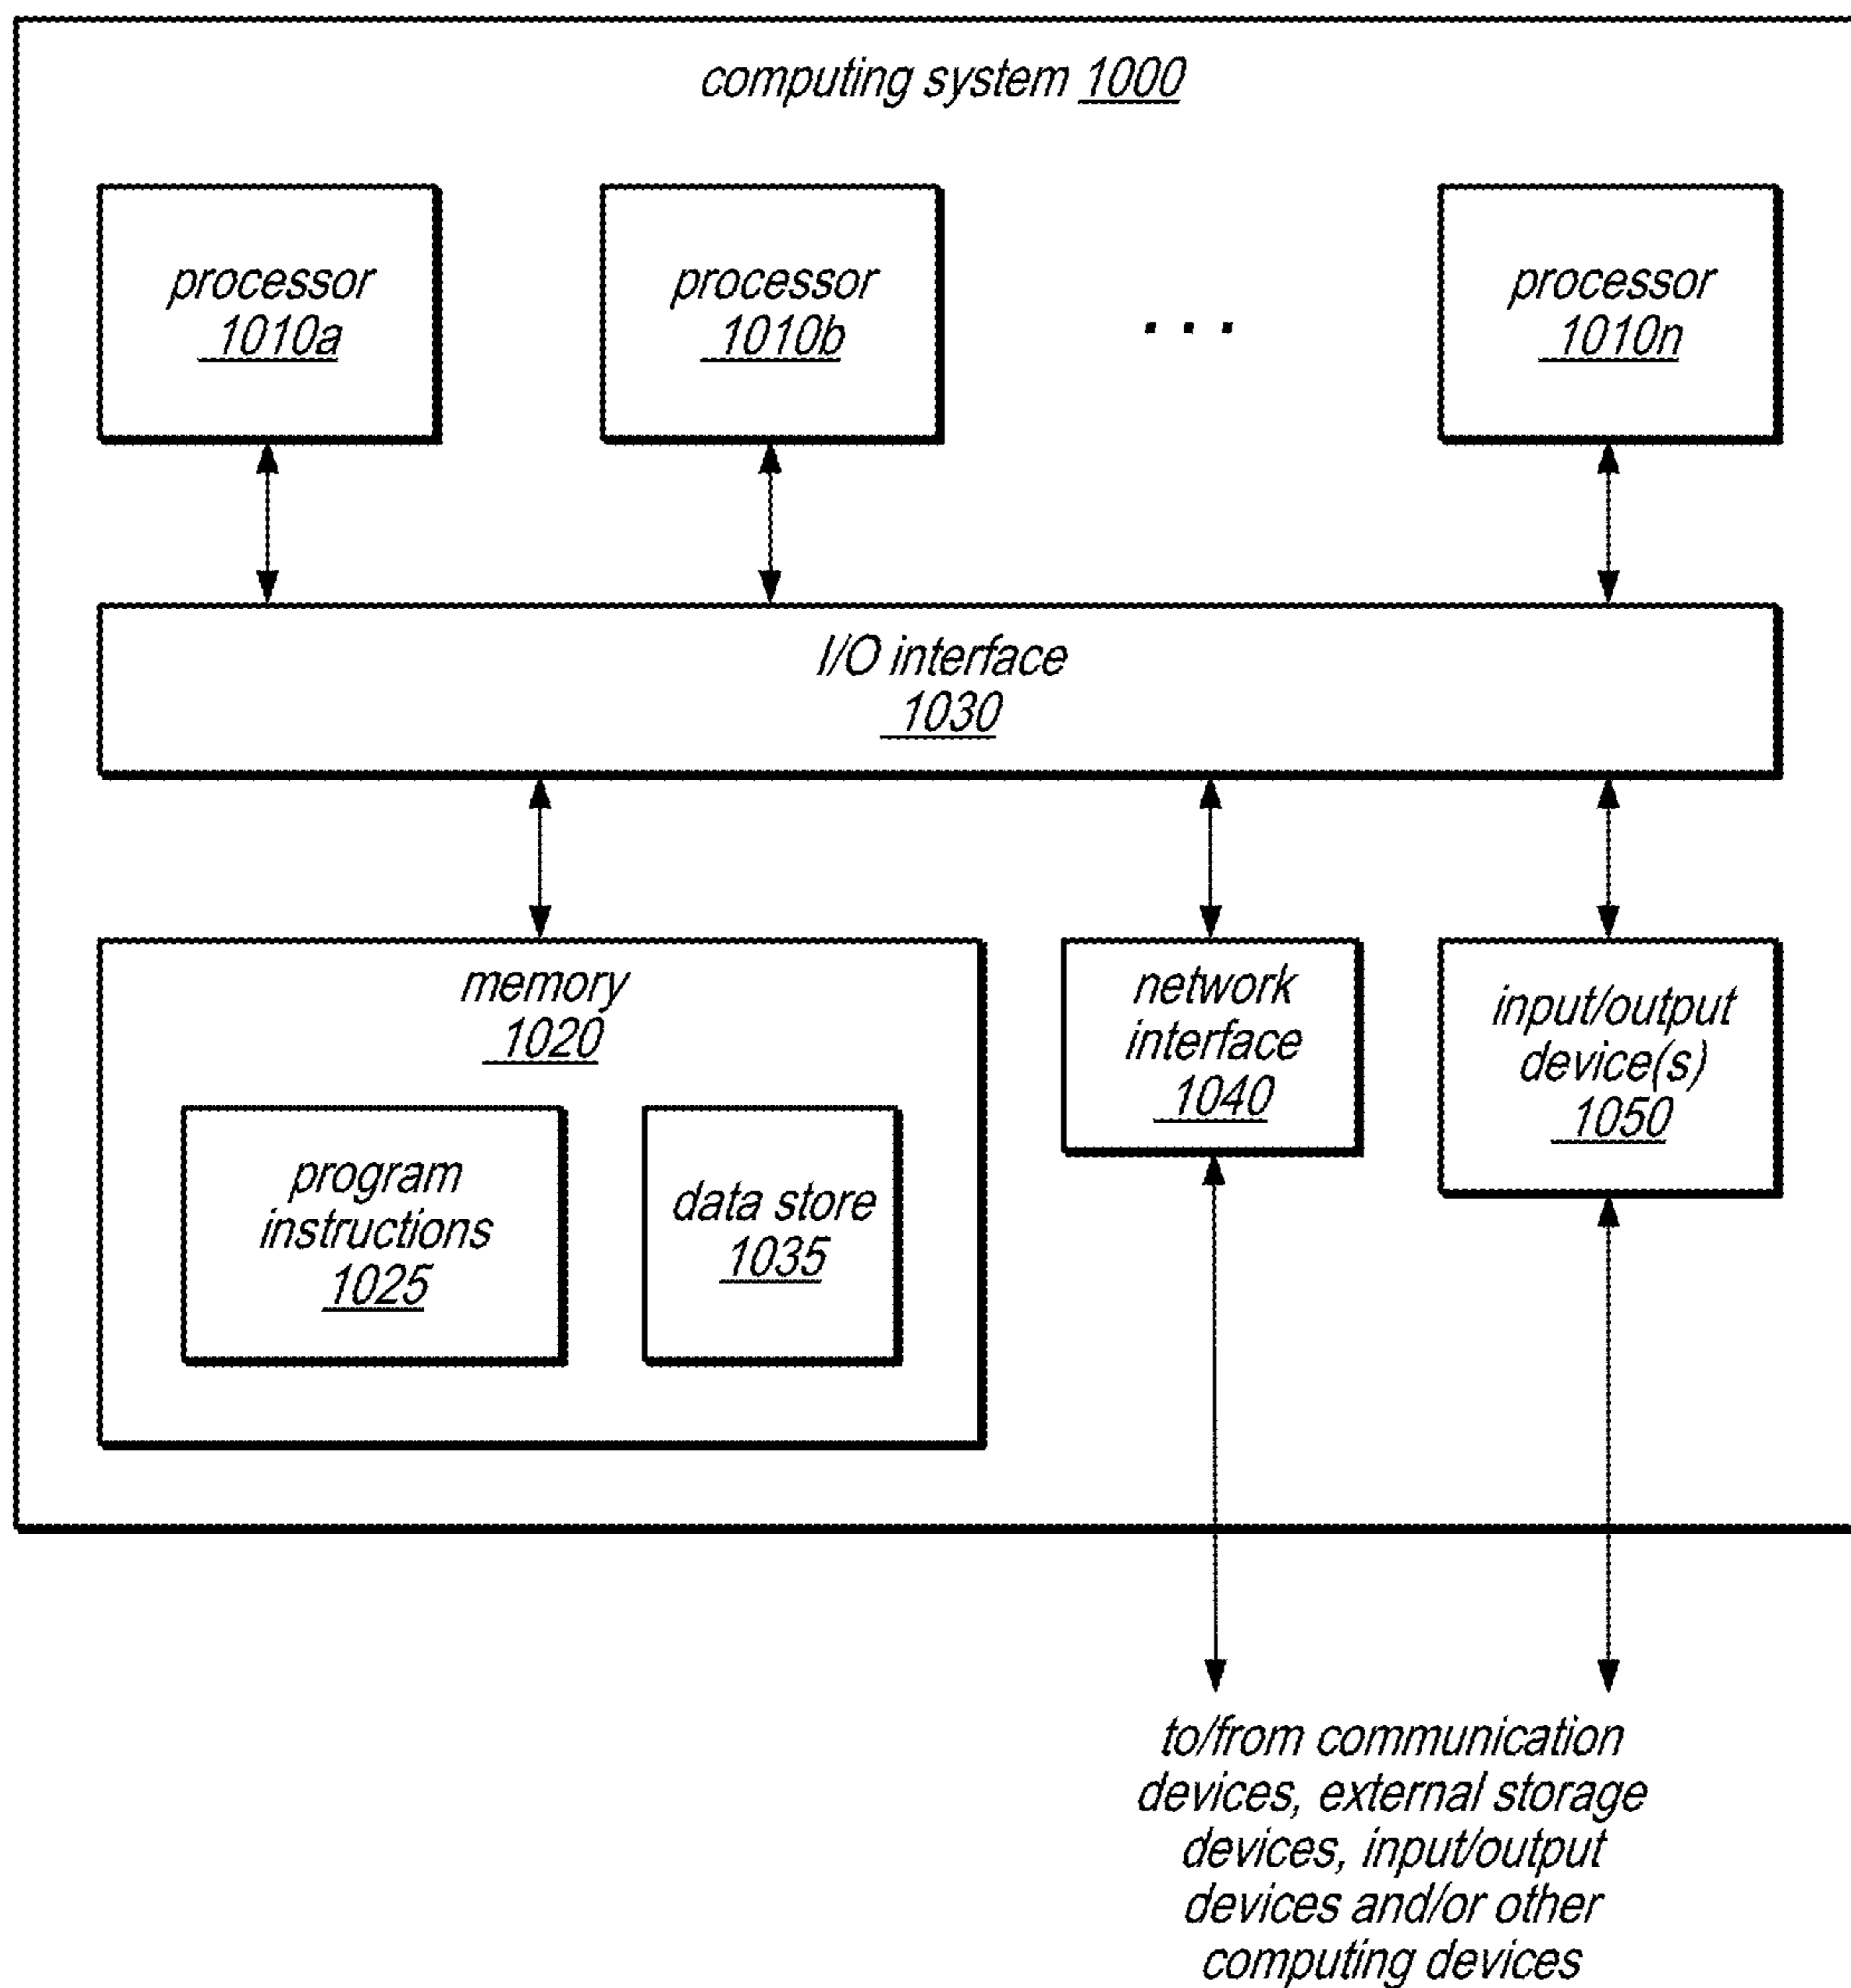 computing system 1000
processor
1010a
processor
1010b
. . .
processor
1010n
I/O interface
1030
memory
1020
program
instructions
1025
data store
1035
network
interface
1040
input/output
device(s)
1050
to/from communication
devices, external storage
devices, input/output
devices and/or other
computing devices